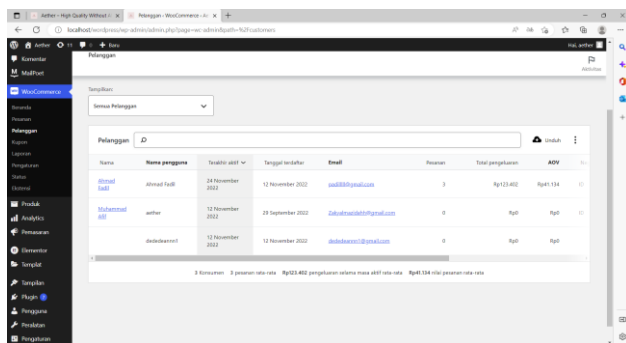 Aether – High Quality Without
Pelanggan ‹ WooCommerce ‹ Ae
localhost/wordpress/wp-admin/admin.php?page=wc-admin&path=%2Fcustomers
Aether
Baru
Hai, aether
Komentar
MailPoet
WooCommerce
Beranda
Pesanan
Pelanggan
Kupon
Laporan
Pengaturan
Status
Ekstensi
Produk
Analytics
Pemasaran
Elementor
Templat
Tampilan
Plugin
Pengguna
Peralatan
Pengaturan
Pelanggan
Aktivitas
Tampilkan:
Semua Pelanggan
Pelanggan
Unduh
Nama Nama pengguna Terakhir aktif Tanggal terdaftar Email Pesanan Total pengeluaran AOV
Ahmad Fadil Ahmad Fadil 24 November 2022 12 November 2022 3 Rp123.402 Rp41.134
Muhammad aether 12 November 2022 29 September 2022 0 Rp0 Rp0
dededearon1 12 November 2022 12 November 2022 dededearon1@gmail.com 0 Rp0 Rp0
3 Konsumen 3 pesanan rata-rata Rp123.402 pengeluaran selama masa aktif rata-rata Rp41.134 nilai pesanan rata-rata